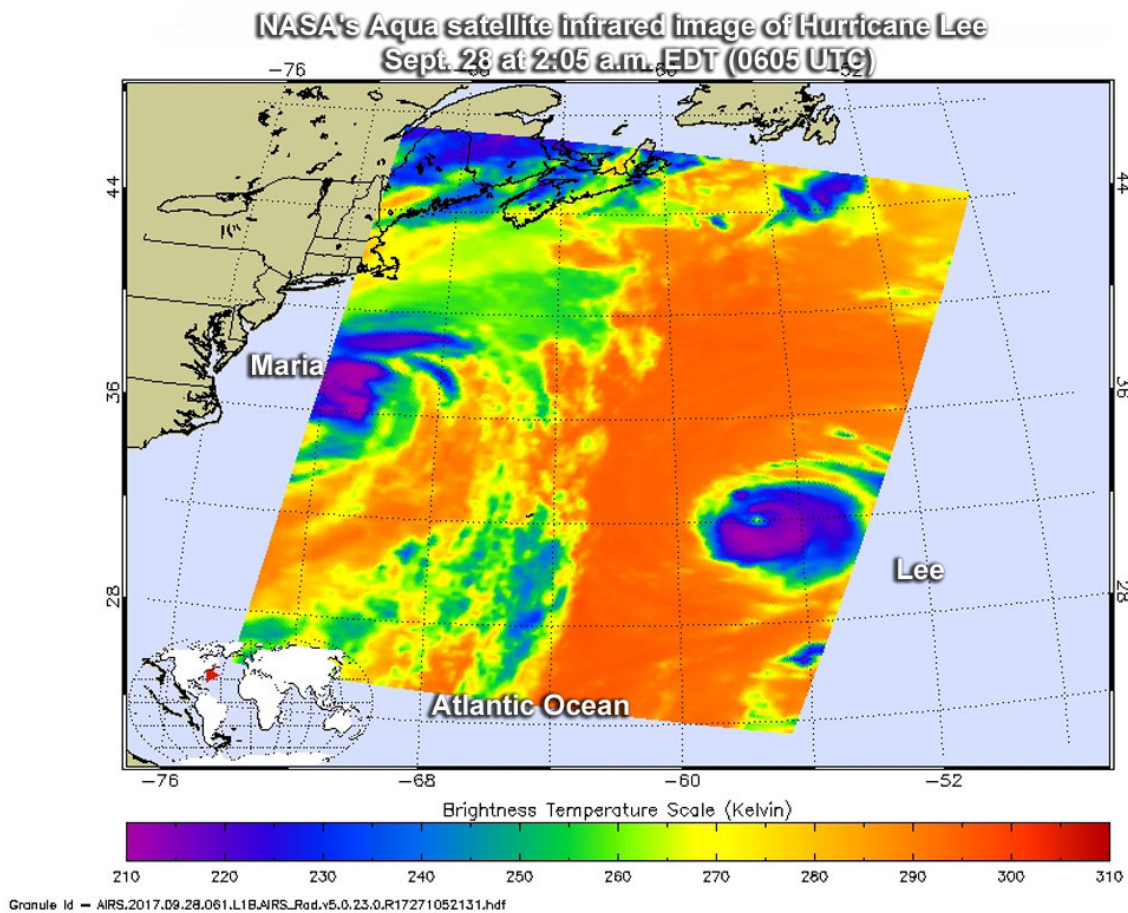 NASA's Aqua satellite infrared image of Hurricane Lee
Sept. 28 at 2:05 a.m. EDT (0605 UTC)
-76 -68 -60 -52
44 44
Maria
36 36
Lee
28 28
Atlantic Ocean
-76 -68 -60 -52
Brightness Temperature Scale (Kelvin)
210 220 230 240 250 260 270 280 290 300 310
Granule Id – AIRS.2017.09.28.061.L1B.AIRS_Rad.v5.0.23.0.R17271052131.hdf